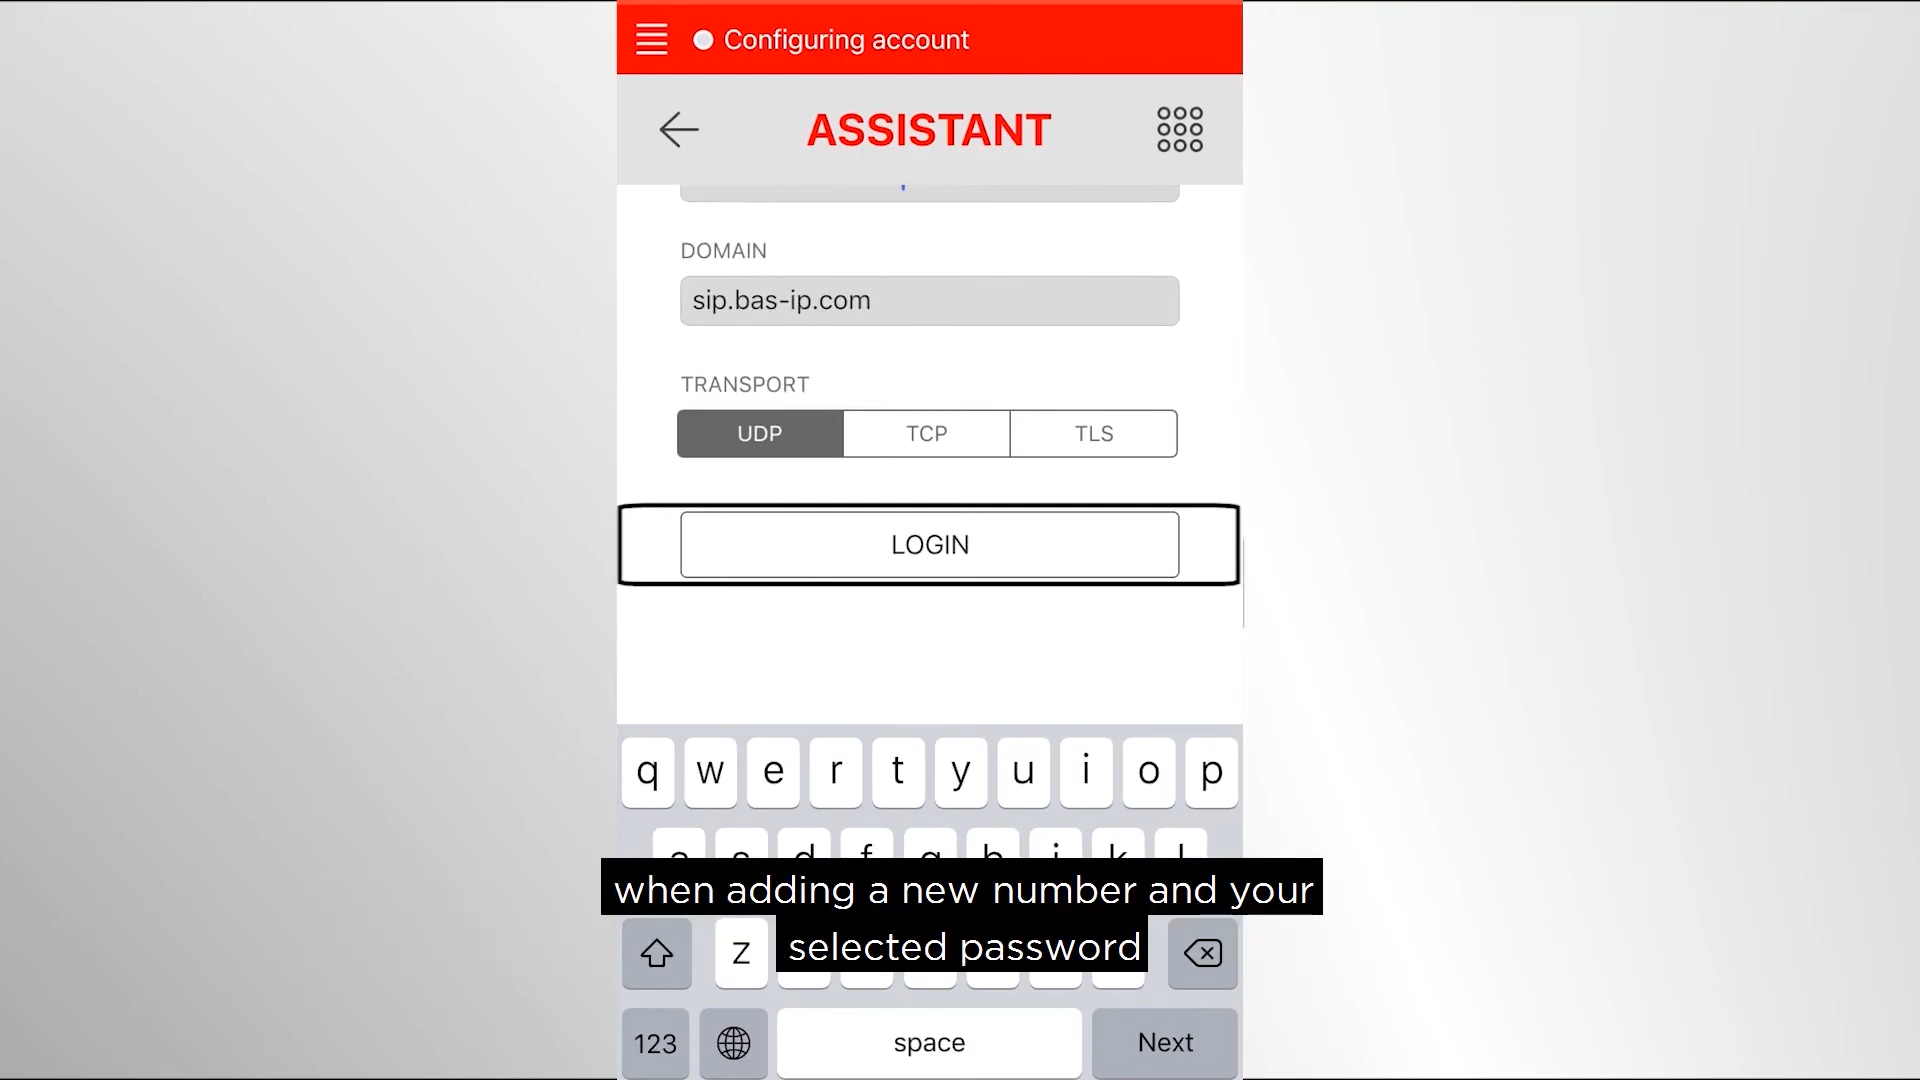 Configuring account
ASSISTANT
DOMAIN
sip.bas-ip.com
TRANSPORT
UDP TCP TLS
LOGIN
q w e r t y u i o p
a s d f g h j k l
when adding a new number and your
selected password
z
123 space Next